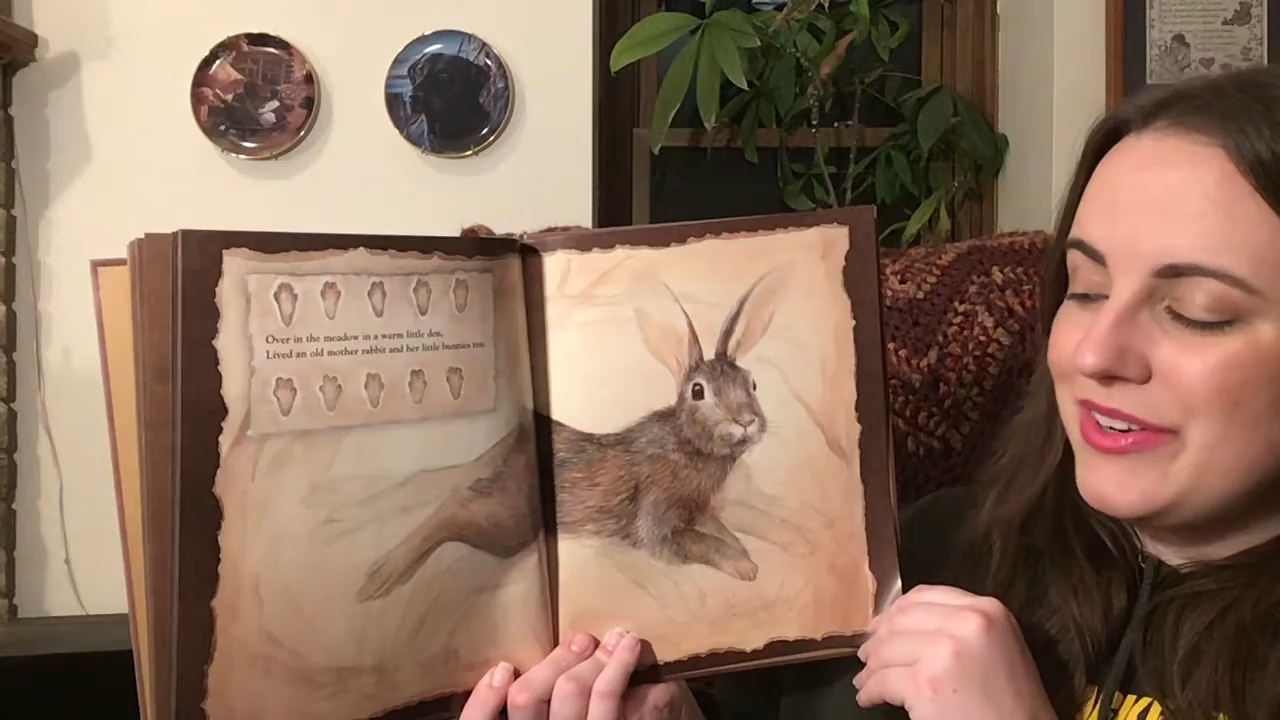 Over in the meadow in a warm little den,
Lived an old mother rabbit and her little bunnies ten.